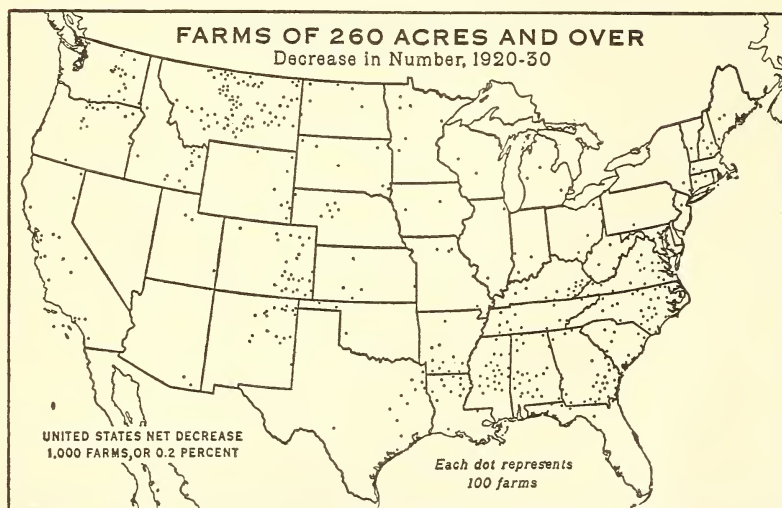 FARMS OF 260 ACRES AND OVER
Decrease in Number, 1920-30
UNITED STATES NET DECREASE
1,000 FARMS, OR 0.2 PERCENT
Each dot represents
100 farms